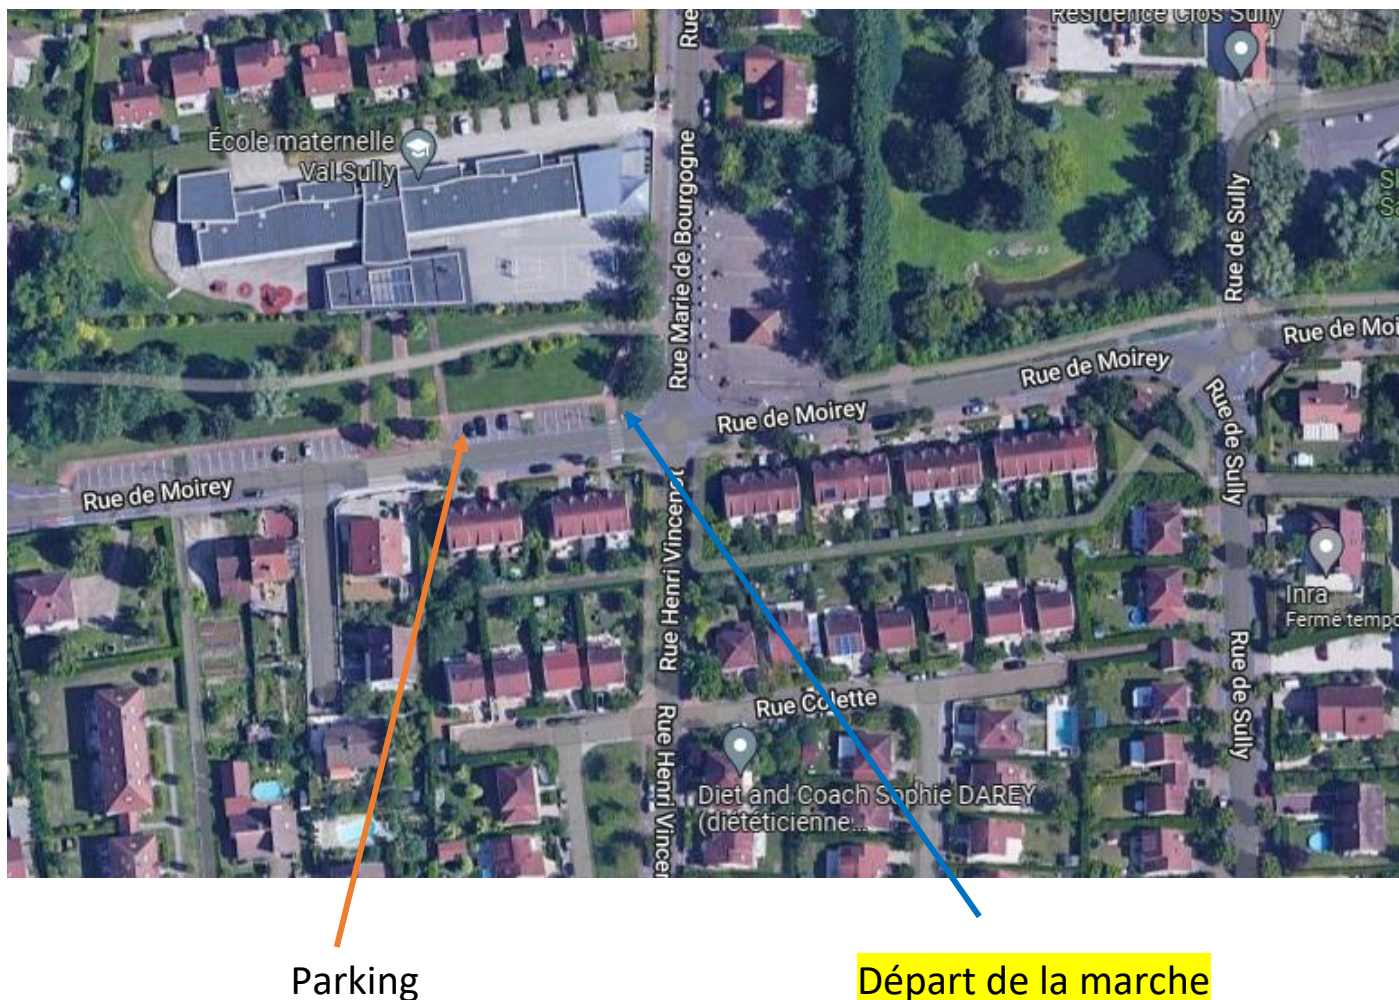 Résidence Clos Sully
Rue
École maternelle
Val Sully
Rue Marie de Bourgogne
Rue de Sully
Rue de Moi
Rue de Moirey
Rue de Moirey
Rue de Moirey
Rue de Sully
Rue Henri Vincenot
Inra
Fermé tempo
Rue de Sully
Rue Colette
Rue Henri Vincen
Diet and Coach Sophie DAREY
(diététicienne...
Parking
Départ de la marche